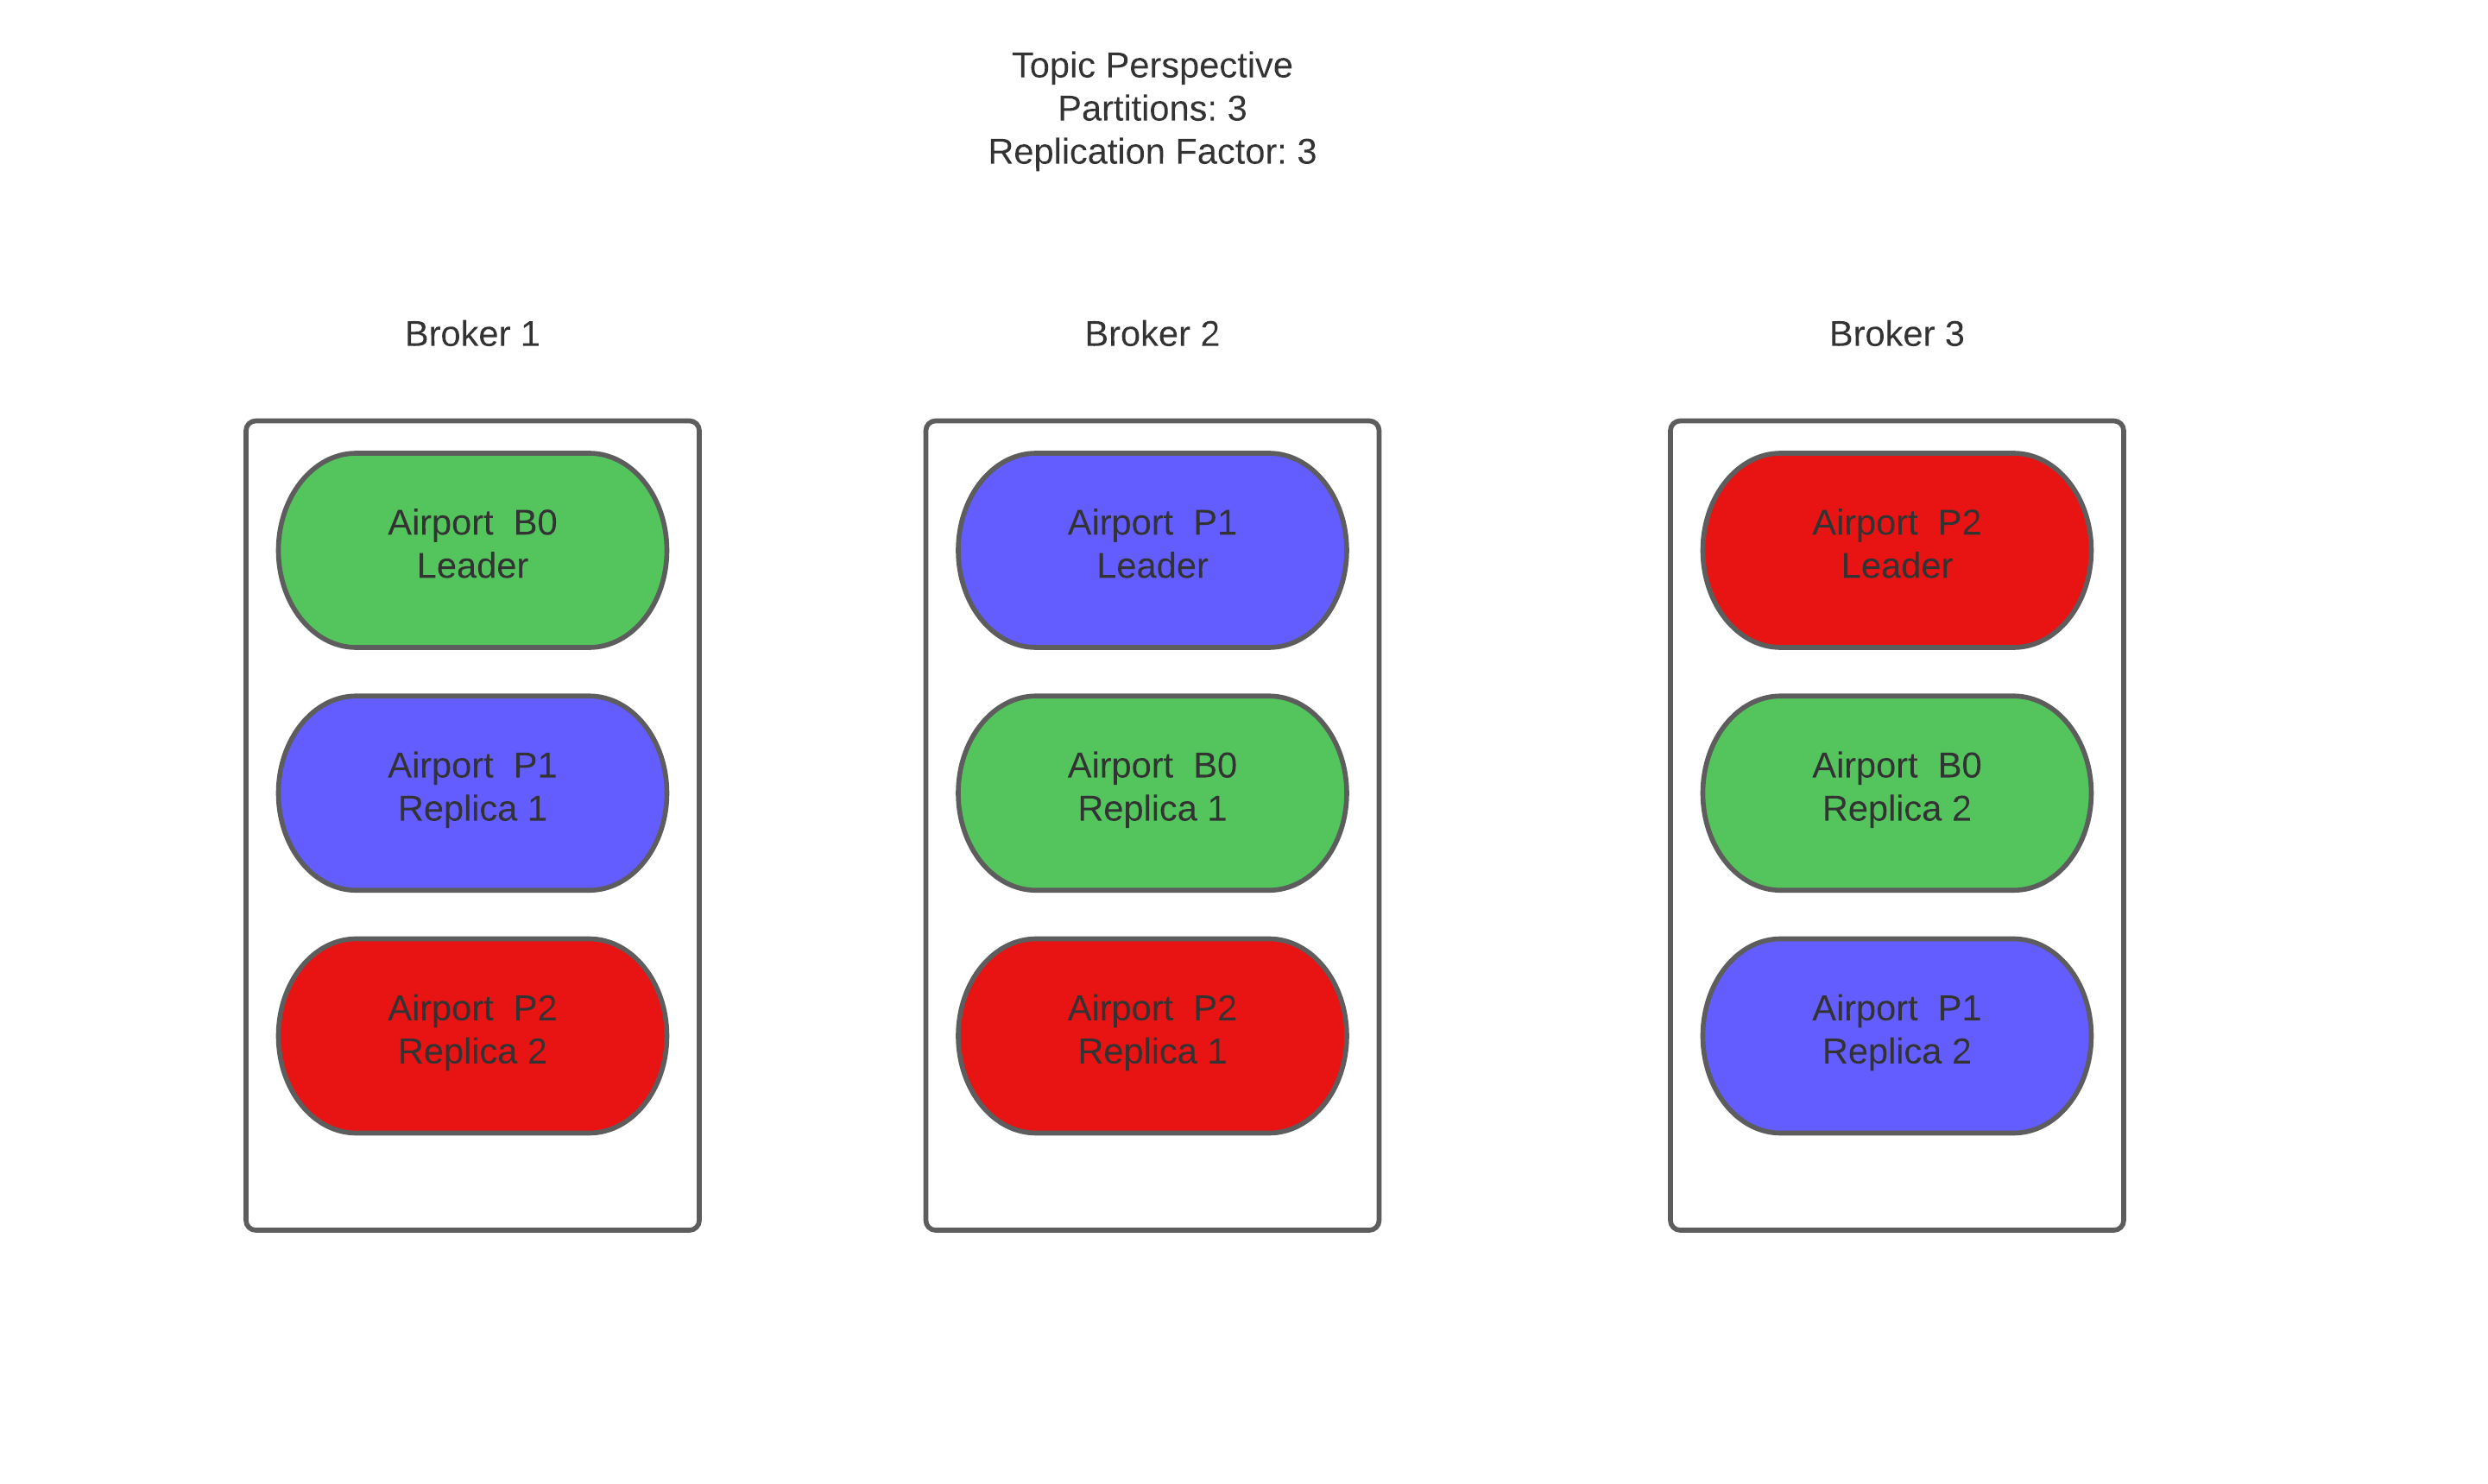 Topic Perspective
Partitions: 3
Replication Factor: 3
Broker 1
Broker 2
Broker 3
Airport  B0
Leader
Airport  P1
Replica 1
Airport  P2
Replica 2
Airport  P1
Leader
Airport  B0
Replica 1
Airport  P2
Replica 1
Airport  P2
Leader
Airport  B0
Replica 2
Airport  P1
Replica 2